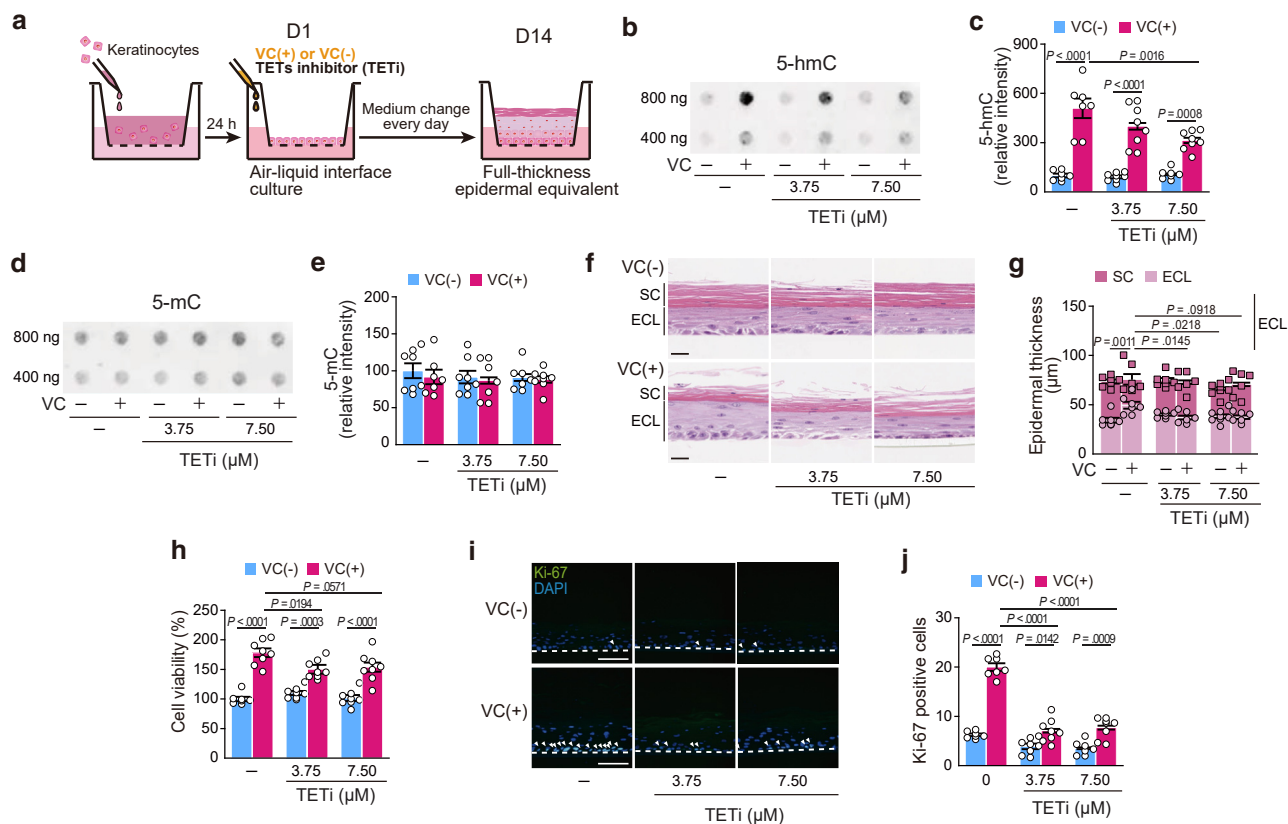 a
Keratinocytes
24 h
D1
VC(+) or VC(-)
TETs inhibitor (TETi)
Air-liquid interface
culture
Medium change
every day
D14
Full-thickness
epidermal equivalent
b
5-hmC
800 ng
400 ng
VC – + – + – +
– 3.75 7.50
TETi (µM)
c
VC(-) VC(+)
P <.0001 P =.0016
P <.0001
P =.0008
5-hmC
(relative intensity)
900
600
300
0
– 3.75 7.50
TETi (µM)
d
5-mC
800 ng
400 ng
VC – + – + – +
– 3.75 7.50
TETi (µM)
e
VC(-) VC(+)
5-mC
(relative intensity)
200
150
100
50
0
– 3.75 7.50
TETi (µM)
f
VC(-)
SC
ECL
VC(+)
SC
ECL
– 3.75 7.50
TETi (µM)
g
SC ECL
P =.0918
P =.0218
P =.0011 P =.0145
ECL
Epidermal thickness
(µm)
150
100
50
0
VC – + – + – +
– 3.75 7.50
TETi (µM)
h
VC(-) VC(+)
P =.0571
P =.0194
P <.0001 P =.0003 P <.0001
Cell viability (%)
250
200
150
100
50
0
– 3.75 7.50
TETi (µM)
i
Ki-67
DAPI
VC(-)
VC(+)
– 3.75 7.50
TETi (µM)
j
VC(-) VC(+)
P <.0001
P <.0001
P <.0001 P =.0142 P =.0009
Ki-67 positive cells
30
20
10
0
0 3.75 7.50
TETi (µM)